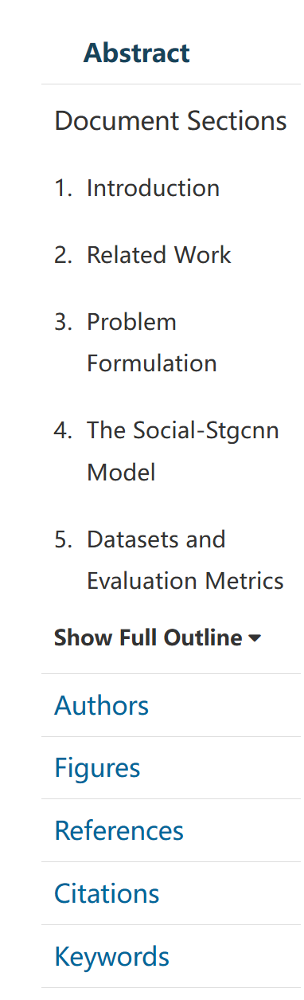 Abstract
Document Sections
1. Introduction
2. Related Work
3. Problem
Formulation
4. The Social-Stgcnn
Model
5. Datasets and
Evaluation Metrics
Show Full Outline
Authors
Figures
References
Citations
Keywords